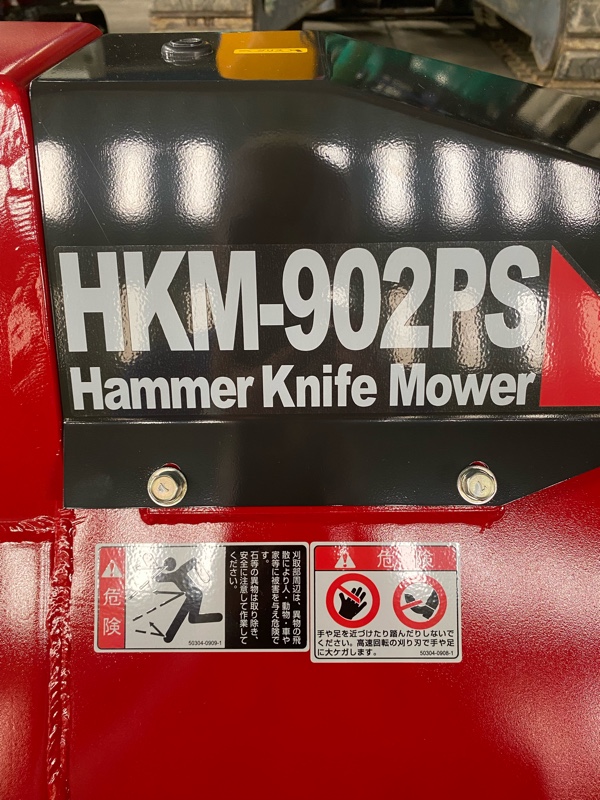 HKM-902PS
Hammer Knife Mower
危険
刈取部周辺は、異物の飛
散により人・動物・車や
家等に被害を与え危険で
す。
石等の異物は取り除き、
安全に注意して作業して
ください。
50304-0909-1
危険
手や足を近づけたり踏んだりしないで
ください。高速回転の刈り刃で手や足
に大ケガします。
50304-0908-1